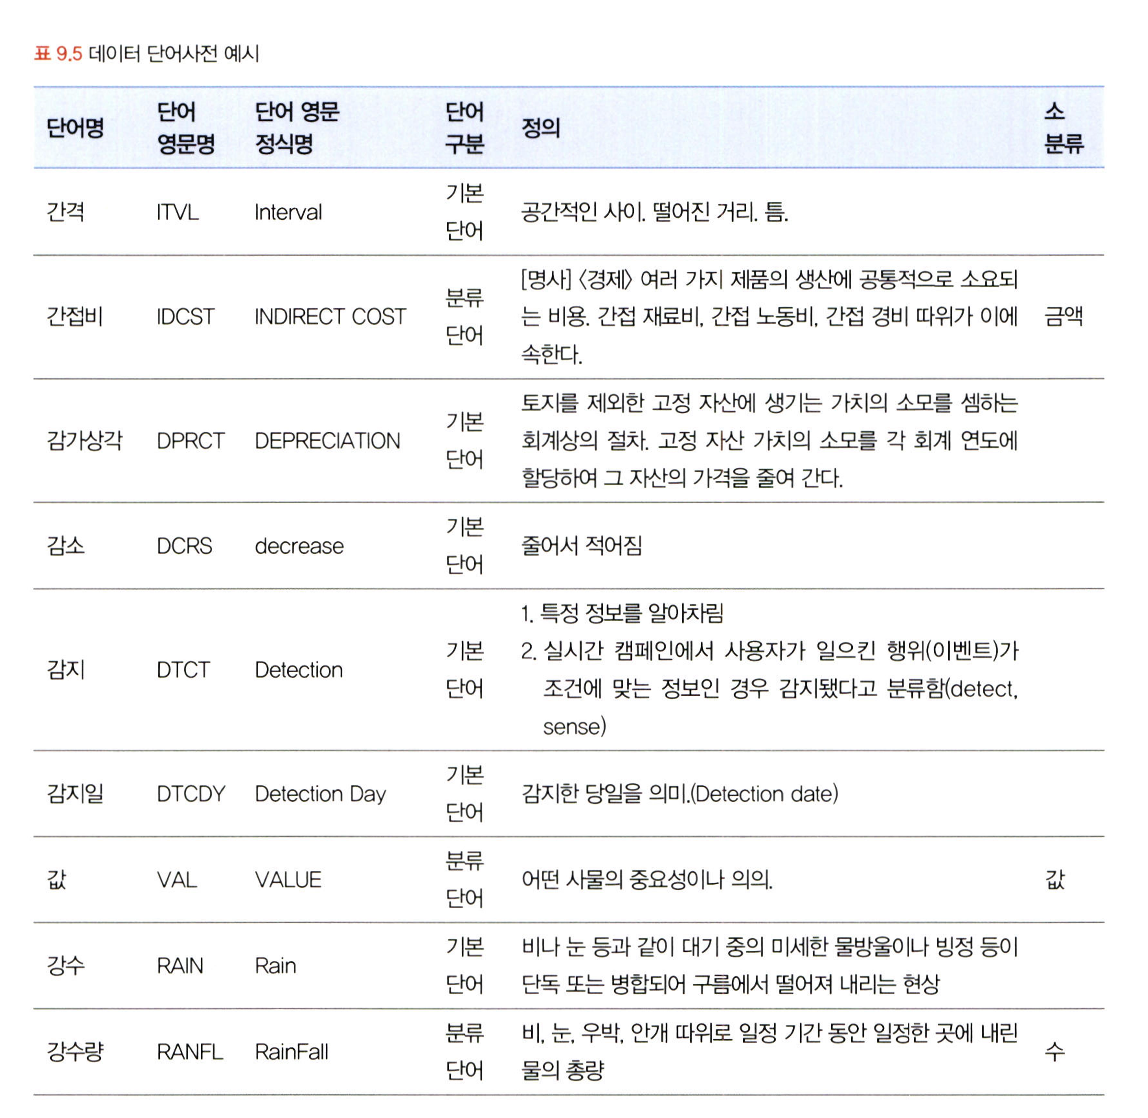 표 9.5 데이터 단어사전 예시
단어명 단어 영문명 단어 영문 정식명 단어 구분 정의 소 분류
간격 ITVL Interval 기본 단어 공간적인 사이. 떨어진 거리. 틈.
간접비 IDCST INDIRECT COST 분류 단어 [명사] 〈경제〉 여러 가지 제품의 생산에 공통적으로 소요되
는 비용. 간접 재료비, 간접 노동비, 간접 경비 따위가 이에
속한다. 금액
감가상각 DPRCT DEPRECIATION 기본 단어 토지를 제외한 고정 자산에 생기는 가치의 소모를 셈하는
회계상의 절차. 고정 자산 가치의 소모를 각 회계 연도에
할당하여 그 자산의 가격을 줄여 간다.
감소 DCRS decrease 기본 단어 줄어서 적어짐
감지 DTCT Detection 기본 단어 1. 특정 정보를 알아차림
2. 실시간 캠페인에서 사용자가 일으킨 행위(이벤트)가
조건에 맞는 정보인 경우 감지됐다고 분류함(detect,
sense)
감지일 DTCDY Detection Day 기본 단어 감지한 당일을 의미.(Detection date)
값 VAL VALUE 분류 단어 어떤 사물의 중요성이나 의의. 값
강수 RAIN Rain 기본 단어 비나 눈 등과 같이 대기 중의 미세한 물방울이나 빙정 등이
단독 또는 병합되어 구름에서 떨어져 내리는 현상
강수량 RANFL RainFall 분류 단어 비, 눈, 우박, 안개 따위로 일정 기간 동안 일정한 곳에 내린
물의 총량 수